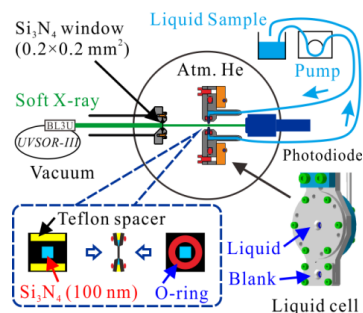 Si₃N₄ window
(0.2×0.2 mm²)
Liquid Sample
Atm. He
Pump
Soft X-ray
BL3U
UVSOR-III
Vacuum
Photodiode
Teflon spacer
Si₃N₄ (100 nm)
O-ring
Liquid
Blank
Liquid cell